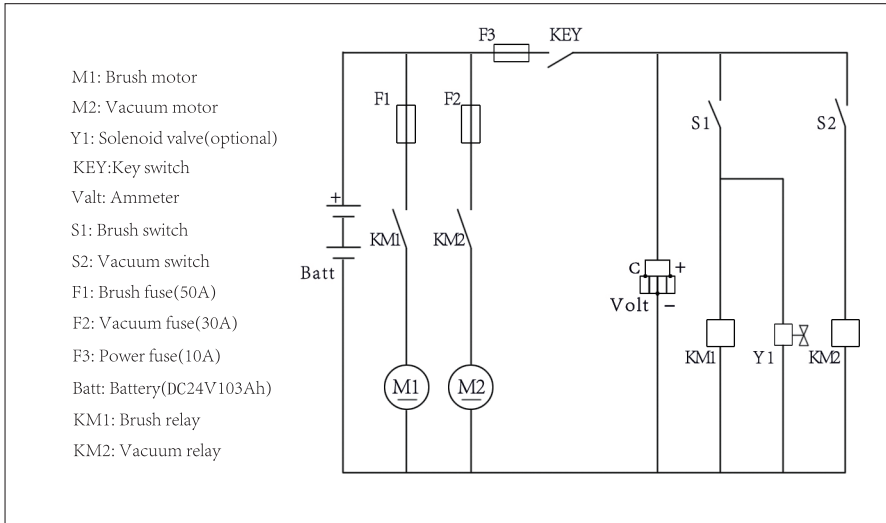 M1: Brush motor
M2: Vacuum motor
Y1: Solenoid valve(optional)
KEY:Key switch
Valt: Ammeter
S1: Brush switch
S2: Vacuum switch
F1: Brush fuse(50A)
F2: Vacuum fuse(30A)
F3: Power fuse(10A)
Batt: Battery(DC24V103Ah)
KM1: Brush relay
KM2: Vacuum relay
F3 KEY
F1 F2
S1 S2
+
KM1 KM2
Batt
C +
Volt −
KM1 Y1 KM2
M1 M2